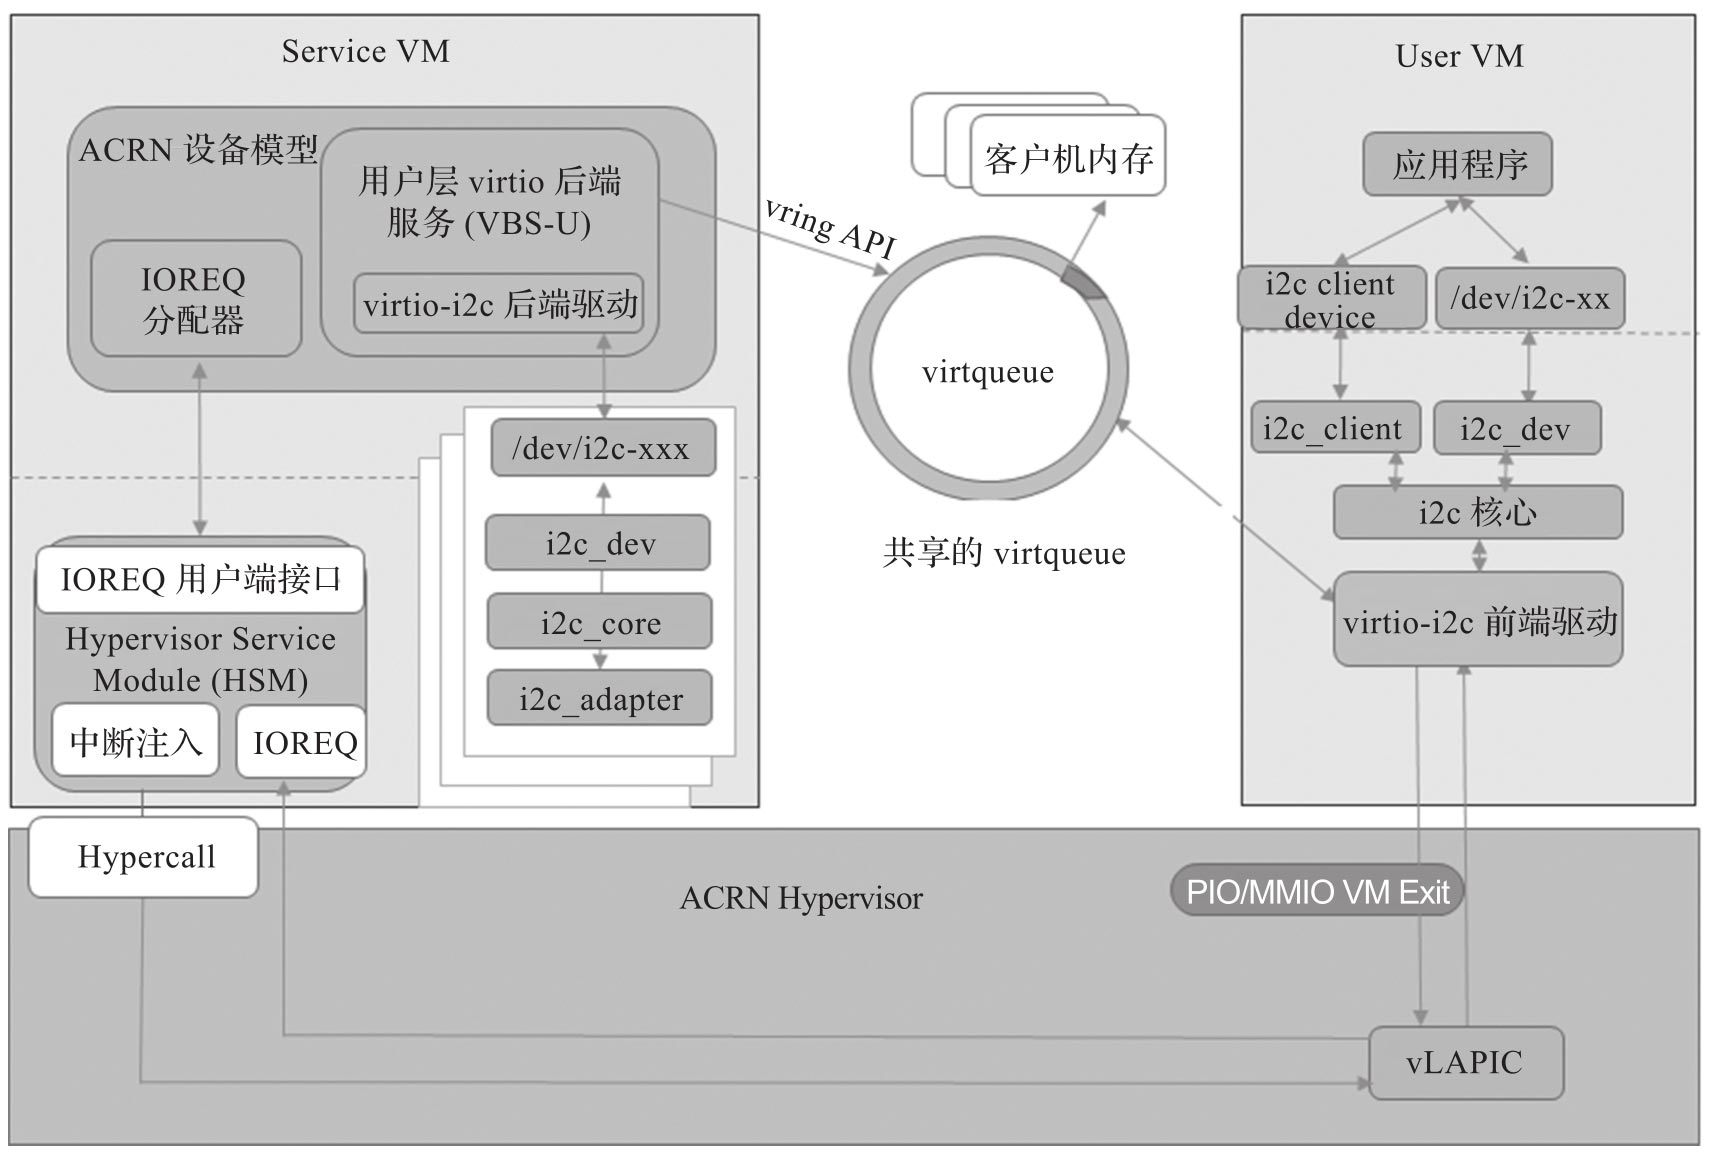 Service VM
ACRN 设备模型
用户层 virtio 后端
服务 (VBS-U)
IOREQ
分配器
virtio-i2c 后端驱动
/dev/i2c-xxx
i2c_dev
i2c_core
i2c_adapter
IOREQ 用户端接口
Hypervisor Service
Module (HSM)
中断注入
IOREQ
Hypercall
vring API
客户机内存
virtqueue
共享的 virtqueue
User VM
应用程序
i2c client
device
/dev/i2c-xx
i2c_client
i2c_dev
i2c 核心
virtio-i2c 前端驱动
ACRN Hypervisor
PIO/MMIO VM Exit
vLAPIC